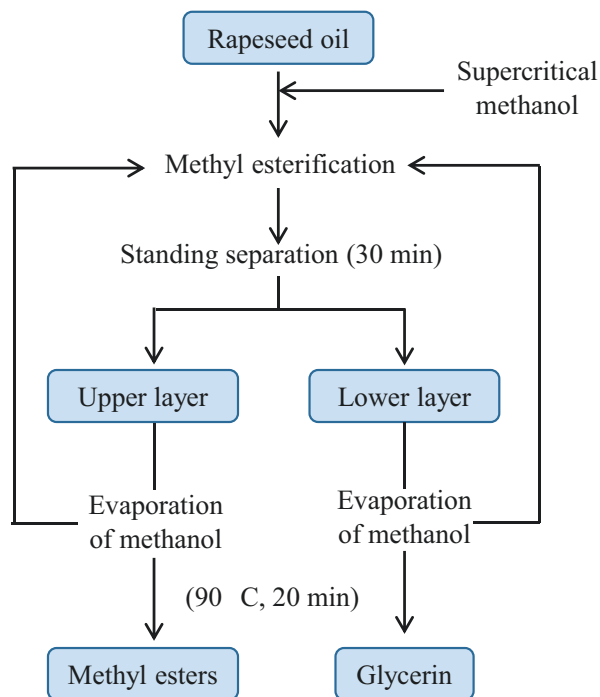 Rapeseed oil
Supercritical
methanol
Methyl esterification
Standing separation (30 min)
Upper layer
Lower layer
Evaporation
of methanol
Evaporation
of methanol
(90 C, 20 min)
Methyl esters
Glycerin